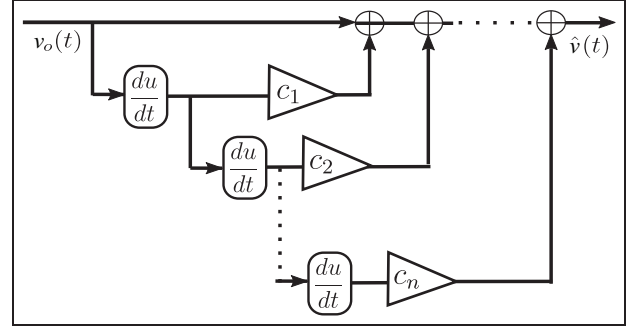 v_o(t)
v̂(t)
du
dt
c_1
du
dt
c_2
du
dt
c_n